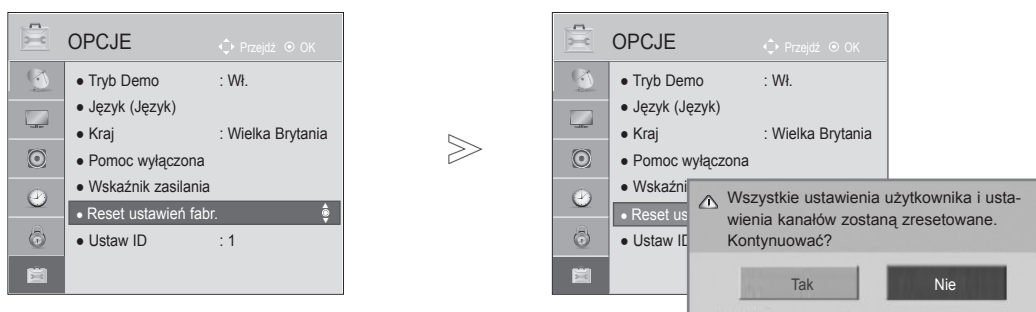 OPCJE
Przejdź OK
● Tryb Demo : Wł.
● Język (Język)
● Kraj : Wielka Brytania
● Pomoc wyłączona
● Wskaźnik zasilania
● Reset ustawień fabr.
● Ustaw ID : 1
OPCJE
Przejdź OK
● Tryb Demo : Wł.
● Język (Język)
● Kraj : Wielka Brytania
● Pomoc wyłączona
● Wskaźni
● Reset us
● Ustaw ID
Wszystkie ustawienia użytkownika i usta-
wienia kanałów zostaną zresetowane.
Kontynuować?
Tak Nie